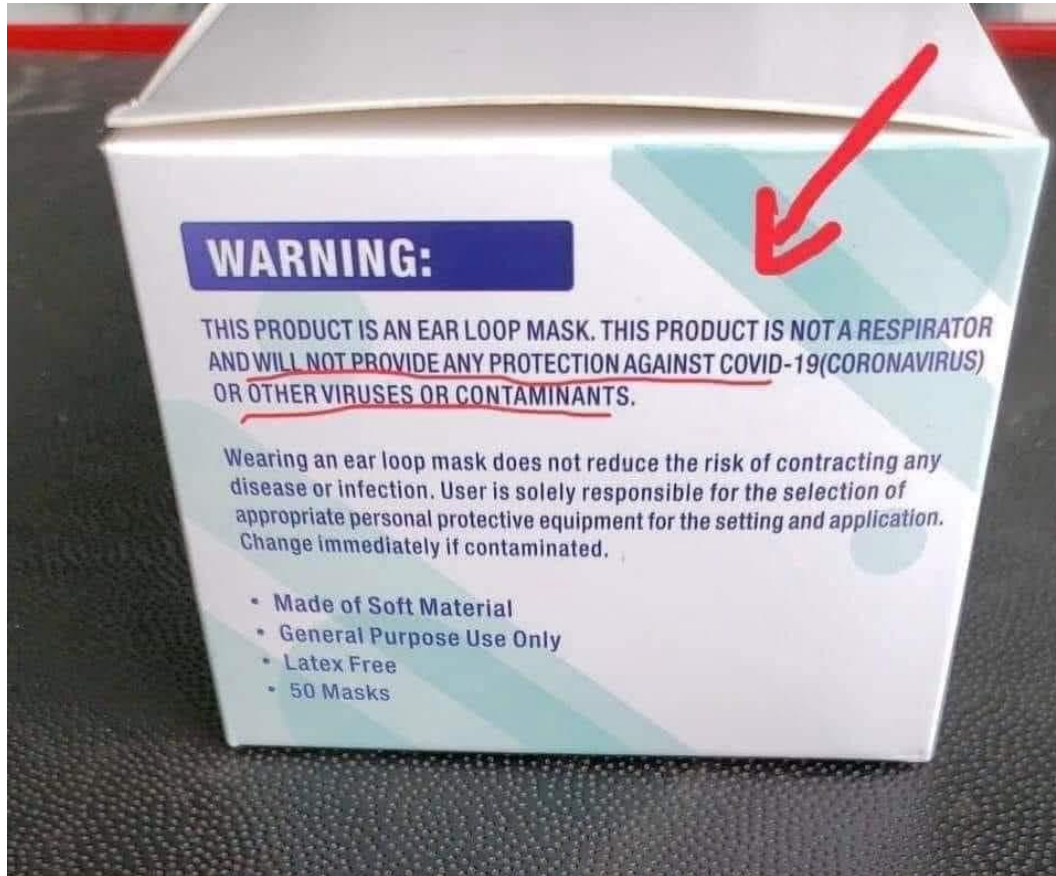 WARNING:
THIS PRODUCT IS AN EAR LOOP MASK. THIS PRODUCT IS NOT A RESPIRATOR
AND WILL NOT PROVIDE ANY PROTECTION AGAINST COVID-19(CORONAVIRUS)
OR OTHER VIRUSES OR CONTAMINANTS.
Wearing an ear loop mask does not reduce the risk of contracting any
disease or infection. User is solely responsible for the selection of
appropriate personal protective equipment for the setting and application.
Change immediately if contaminated.
• Made of Soft Material
• General Purpose Use Only
• Latex Free
• 50 Masks